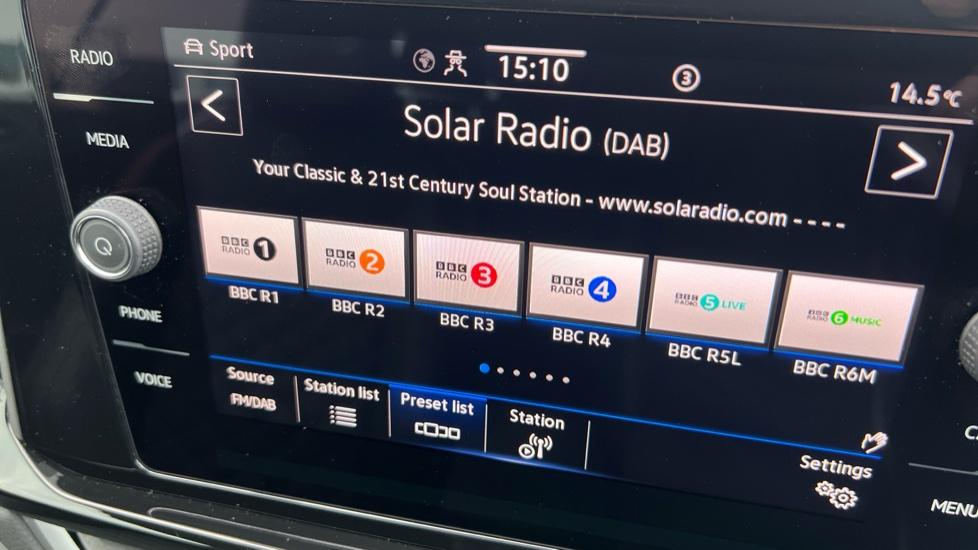 RADIO
MEDIA
PHONE
VOICE
Sport
15:10
3
14.5°C
<
Solar Radio (DAB)
>
Your Classic & 21st Century Soul Station - www.solaradio.com - - - -
BBC RADIO 1
BBC RADIO 2
BBC RADIO 3
BBC RADIO 4
BBC RADIO 5 LIVE
BBC RADIO 6 MUSIC
BBC R1
BBC R2
BBC R3
BBC R4
BBC R5L
BBC R6M
Source
FM/DAB
Station list
Preset list
Station
Settings
MENU